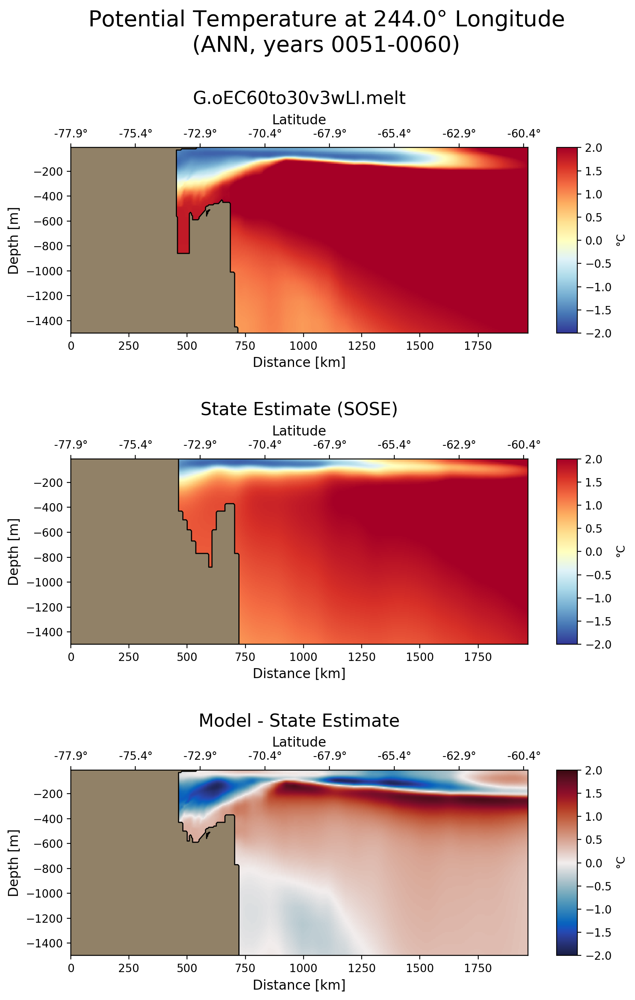 Potential Temperature at 244.0° Longitude
(ANN, years 0051-0060)
G.oEC60to30v3wLI.melt
Latitude
-77.9° -75.4° -72.9° -70.4° -67.9° -65.4° -62.9° -60.4°
Depth [m]
−200
−400
−600
−800
−1000
−1200
−1400
0 250 500 750 1000 1250 1500 1750
Distance [km]
2.0
1.5
1.0
0.5
0.0
−0.5
−1.0
−1.5
−2.0
°C
State Estimate (SOSE)
Latitude
-77.9° -75.4° -72.9° -70.4° -67.9° -65.4° -62.9° -60.4°
Depth [m]
−200
−400
−600
−800
−1000
−1200
−1400
0 250 500 750 1000 1250 1500 1750
Distance [km]
2.0
1.5
1.0
0.5
0.0
−0.5
−1.0
−1.5
−2.0
°C
Model - State Estimate
Latitude
-77.9° -75.4° -72.9° -70.4° -67.9° -65.4° -62.9° -60.4°
Depth [m]
−200
−400
−600
−800
−1000
−1200
−1400
0 250 500 750 1000 1250 1500 1750
Distance [km]
2.0
1.5
1.0
0.5
0.0
−0.5
−1.0
−1.5
−2.0
°C